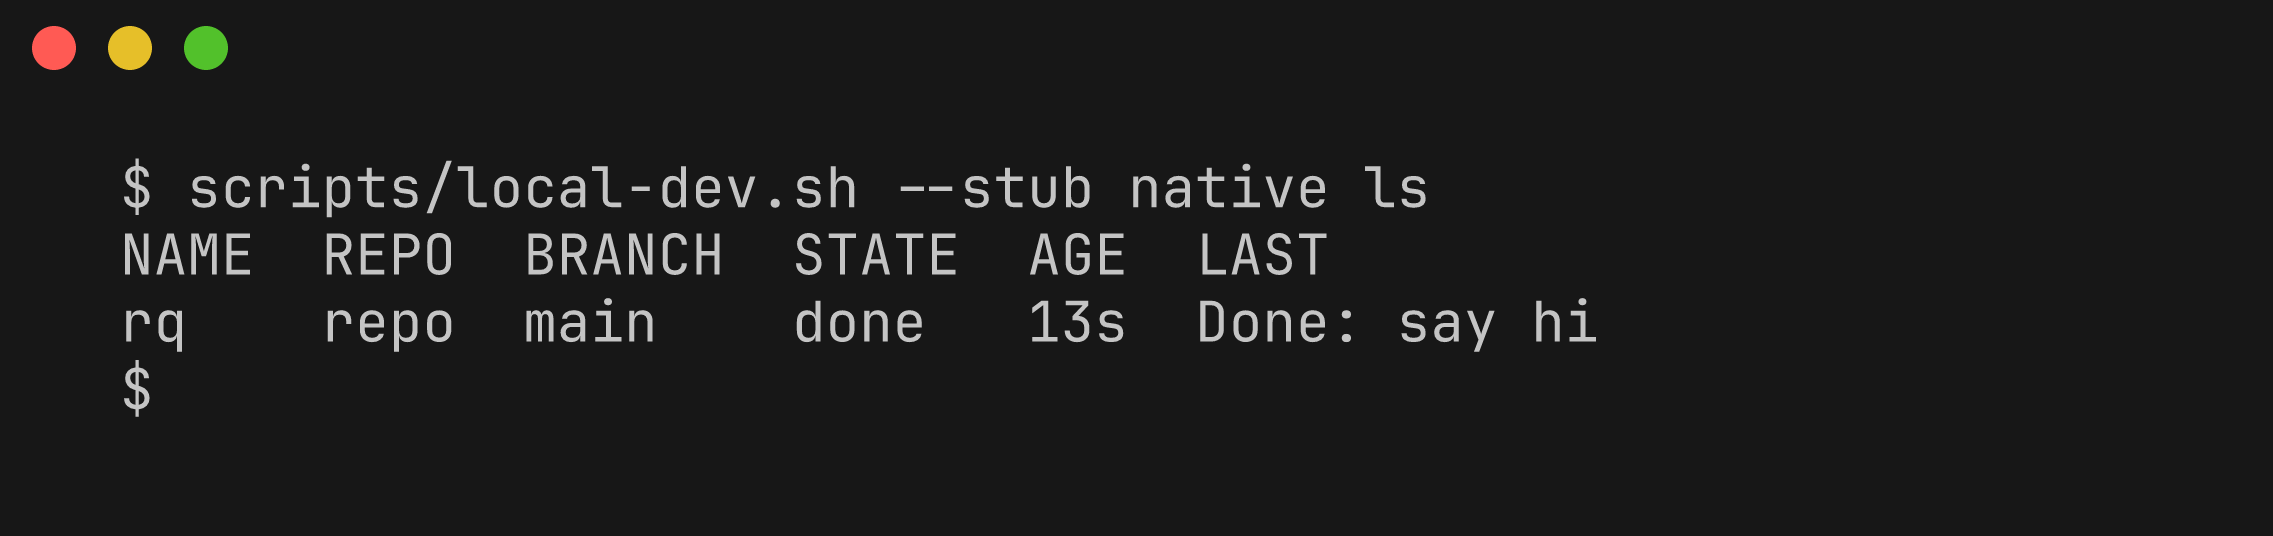 $ scripts/local-dev.sh --stub native ls
NAME  REPO  BRANCH  STATE  AGE  LAST
rq    repo  main    done   13s  Done: say hi
$